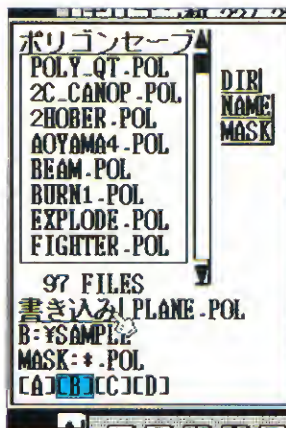 ポリゴンセーブ
POLY_QT.POL
2C_CANOP.POL
2HOBER.POL
AOYAMA4.POL
BEAM.POL
BURN1.POL
EXPLODE.POL
FIGHTER.POL
DIR
NAME
MASK
97 FILES
書き込み PLANE.POL
B:¥SAMPLE
MASK:*.POL
[A][B][C][D]